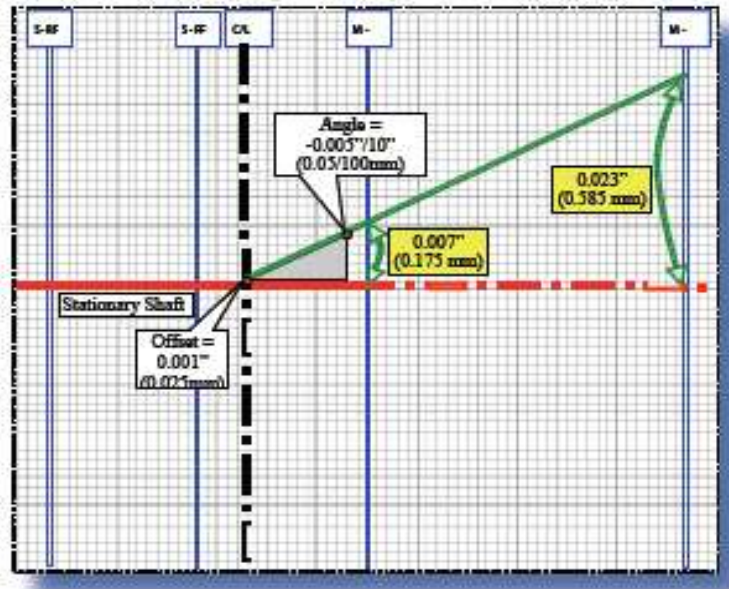 S-RF
S-FF
C/L
M-
M-
Angle =
-0.005"/10"
(0.05/100mm)
0.023"
(0.585 mm)
0.007"
(0.175 mm)
Stationary Shaft
Offset =
0.001"
(0.025mm)